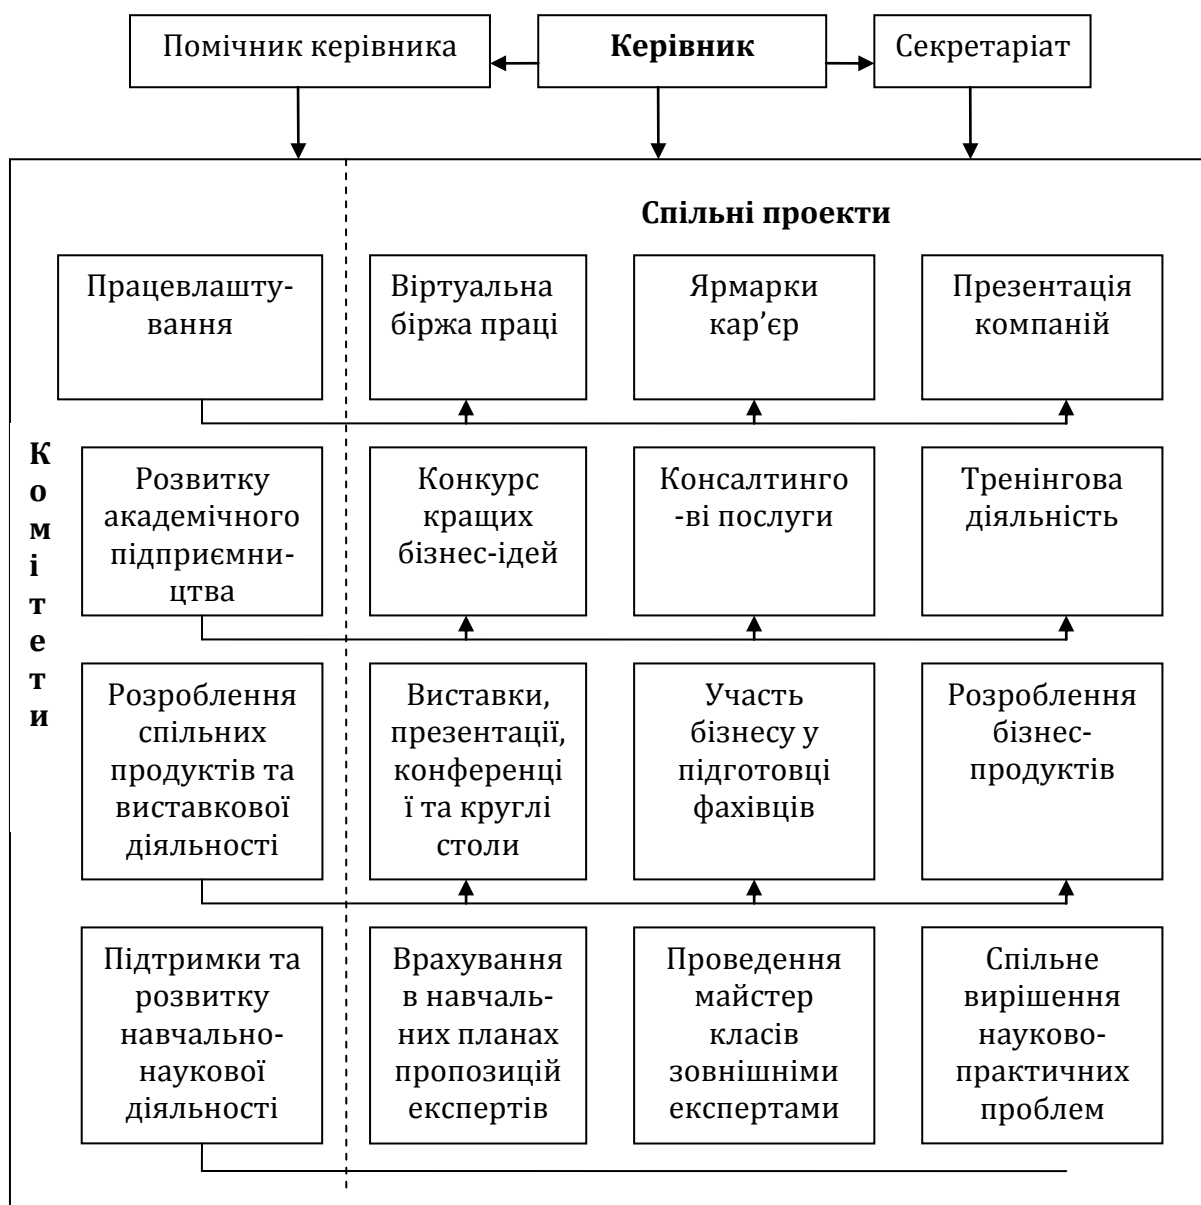 Помічник керівника
Керівник
Секретаріат
Спільні проекти
Комітети
Працевлашту-
вання
Віртуальна
біржа праці
Ярмарки
кар’єр
Презентація
компаній
Розвитку
академічного
підприємни-
цтва
Конкурс
кращих
бізнес-ідей
Консалтинго
-ві послуги
Тренінгова
діяльність
Розроблення
спільних
продуктів та
виставкової
діяльності
Виставки,
презентації,
конференці
ї та круглі
столи
Участь
бізнесу у
підготовці
фахівців
Розроблення
бізнес-
продуктів
Підтримки та
розвитку
навчально-
наукової
діяльності
Врахування
в навчаль-
них планах
пропозицій
експертів
Проведення
майстер
класів
зовнішніми
експертами
Спільне
вирішення
науково-
практичних
проблем